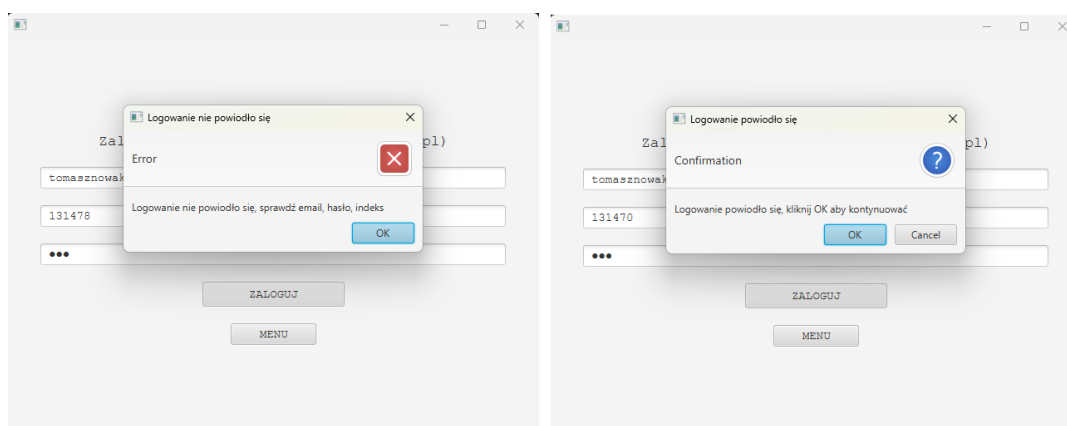 Logowanie nie powiodło się
Zal pl)
Error
tomasznowak
131478
Logowanie nie powiodło się, sprawdź email, hasło, indeks
OK
●●●
ZALOGUJ
MENU
Logowanie powiodło się
Zal pl)
Confirmation
tomasznowak
131470
Logowanie powiodło się, kliknij OK aby kontynuować
OK Cancel
●●●
ZALOGUJ
MENU